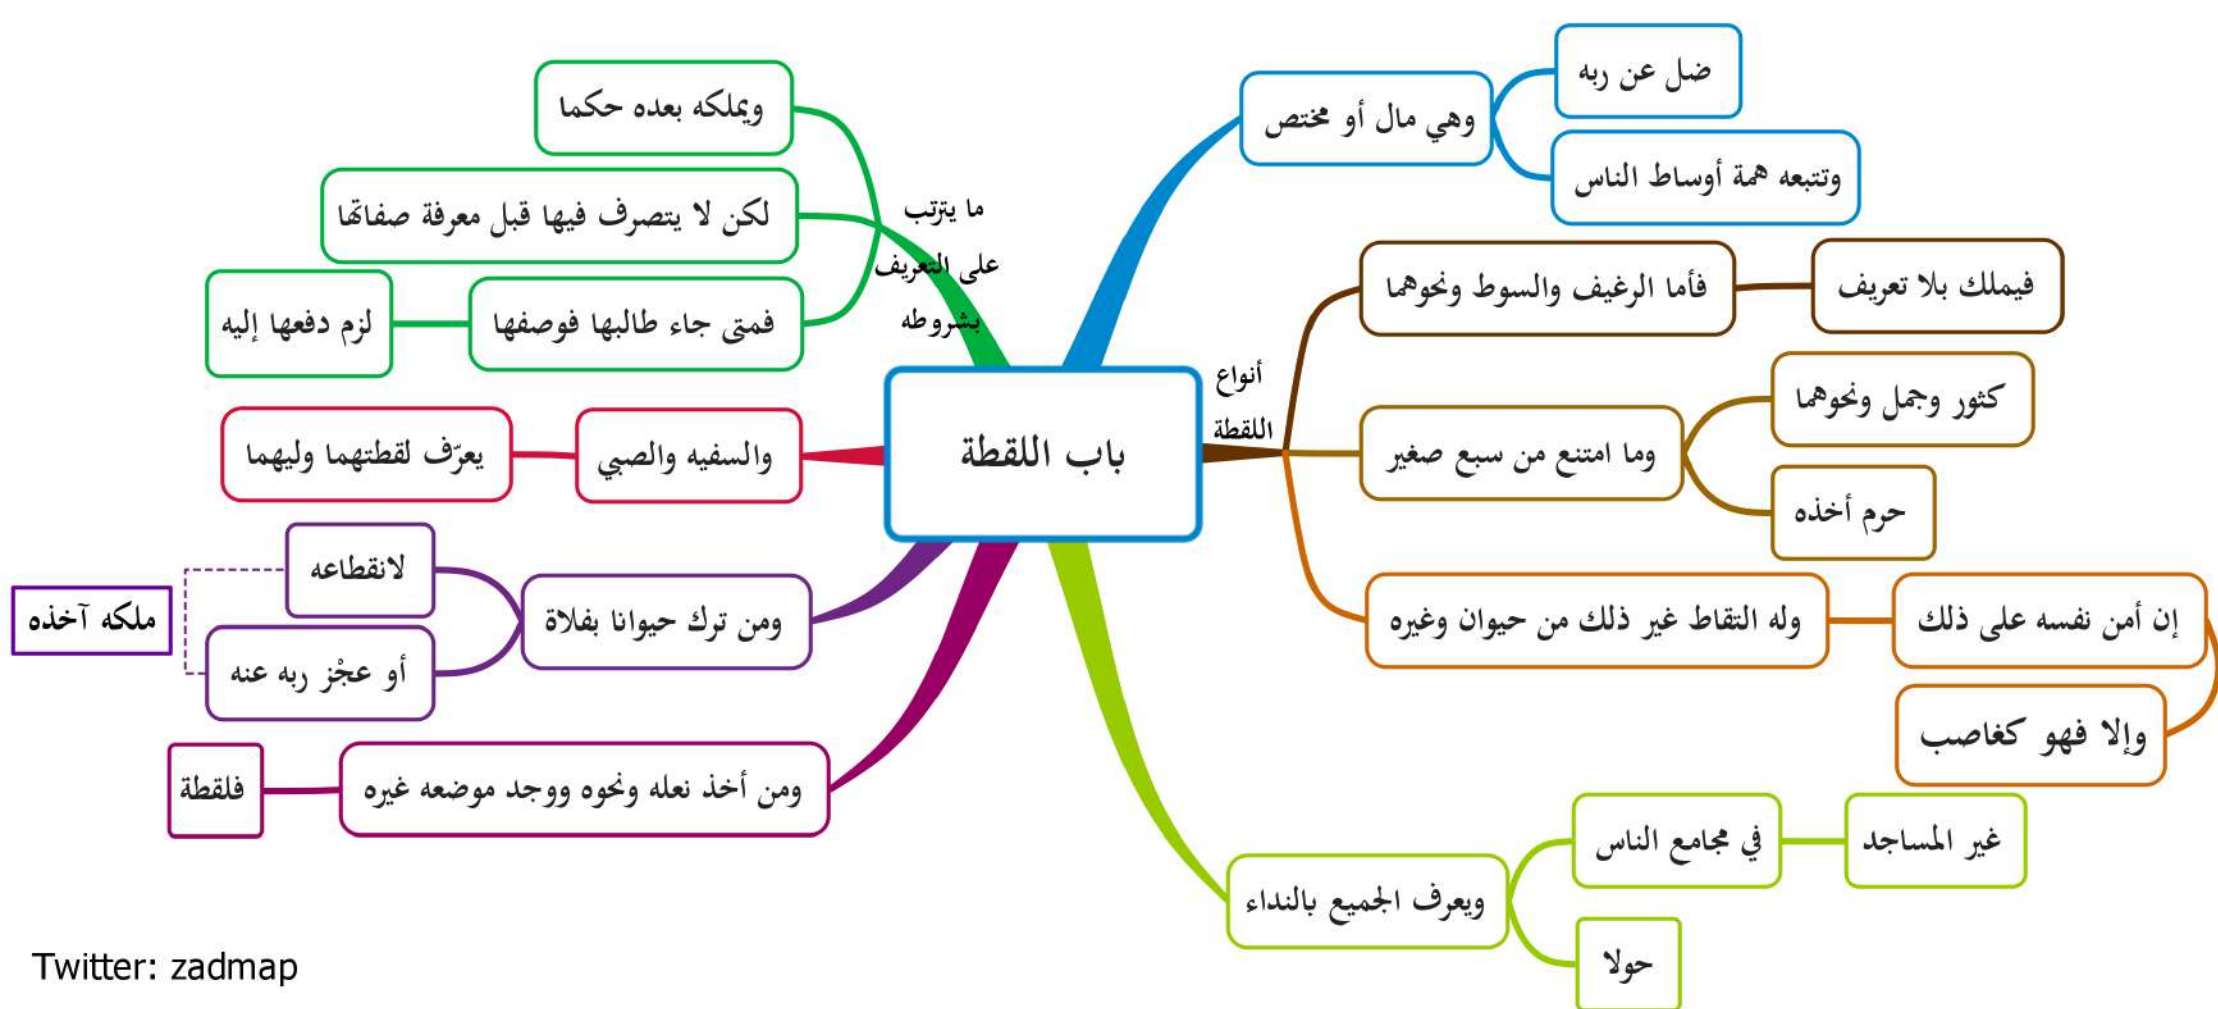 باب اللقطة
وهي مال أو مختص
ضل عن ربه
وتتبعه همة أوساط الناس
أنواع
اللقطة
فأما الرغيف والسوط ونحوهما
فيملك بلا تعريف
وما امتنع من سبع صغير
كثور وجمل ونحوهما
حرم أخذه
وله التقاط غير ذلك من حيوان وغيره
إن أمن نفسه على ذلك
وإلا فهو كغاصب
ويعرف الجميع بالنداء
في مجامع الناس
غير المساجد
حولا
ما يترتب
على التعريف
بشروطه
ويملكه بعده حكما
لكن لا يتصرف فيها قبل معرفة صفاتها
فمتى جاء طالبها فوصفها
لزم دفعها إليه
والسفيه والصبي
يعرّف لقطتهما وليهما
ومن ترك حيوانا بفلاة
لانقطاعه
أو عجْز ربه عنه
ملكه آخذه
ومن أخذ نعله ونحوه ووجد موضعه غيره
فلقطة
Twitter: zadmap